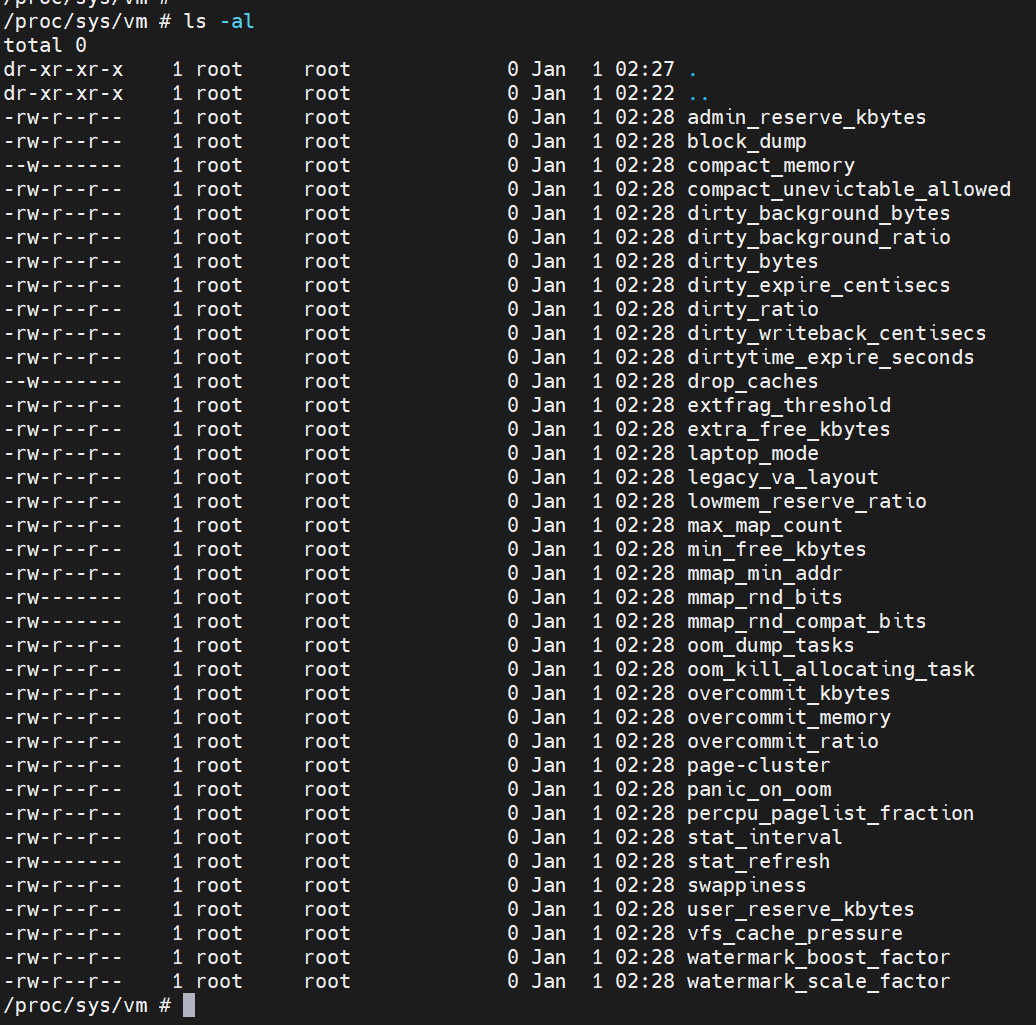 /proc/sys/vm #
/proc/sys/vm # ls -al
total 0
dr-xr-xr-x    1 root     root             0 Jan  1 02:27 .
dr-xr-xr-x    1 root     root             0 Jan  1 02:22 ..
-rw-r--r--    1 root     root             0 Jan  1 02:28 admin_reserve_kbytes
-rw-r--r--    1 root     root             0 Jan  1 02:28 block_dump
--w-------    1 root     root             0 Jan  1 02:28 compact_memory
-rw-r--r--    1 root     root             0 Jan  1 02:28 compact_unevictable_allowed
-rw-r--r--    1 root     root             0 Jan  1 02:28 dirty_background_bytes
-rw-r--r--    1 root     root             0 Jan  1 02:28 dirty_background_ratio
-rw-r--r--    1 root     root             0 Jan  1 02:28 dirty_bytes
-rw-r--r--    1 root     root             0 Jan  1 02:28 dirty_expire_centisecs
-rw-r--r--    1 root     root             0 Jan  1 02:28 dirty_ratio
-rw-r--r--    1 root     root             0 Jan  1 02:28 dirty_writeback_centisecs
-rw-r--r--    1 root     root             0 Jan  1 02:28 dirtytime_expire_seconds
--w-------    1 root     root             0 Jan  1 02:28 drop_caches
-rw-r--r--    1 root     root             0 Jan  1 02:28 extfrag_threshold
-rw-r--r--    1 root     root             0 Jan  1 02:28 extra_free_kbytes
-rw-r--r--    1 root     root             0 Jan  1 02:28 laptop_mode
-rw-r--r--    1 root     root             0 Jan  1 02:28 legacy_va_layout
-rw-r--r--    1 root     root             0 Jan  1 02:28 lowmem_reserve_ratio
-rw-r--r--    1 root     root             0 Jan  1 02:28 max_map_count
-rw-r--r--    1 root     root             0 Jan  1 02:28 min_free_kbytes
-rw-r--r--    1 root     root             0 Jan  1 02:28 mmap_min_addr
-rw-------    1 root     root             0 Jan  1 02:28 mmap_rnd_bits
-rw-------    1 root     root             0 Jan  1 02:28 mmap_rnd_compat_bits
-rw-r--r--    1 root     root             0 Jan  1 02:28 oom_dump_tasks
-rw-r--r--    1 root     root             0 Jan  1 02:28 oom_kill_allocating_task
-rw-r--r--    1 root     root             0 Jan  1 02:28 overcommit_kbytes
-rw-r--r--    1 root     root             0 Jan  1 02:28 overcommit_memory
-rw-r--r--    1 root     root             0 Jan  1 02:28 overcommit_ratio
-rw-r--r--    1 root     root             0 Jan  1 02:28 page-cluster
-rw-r--r--    1 root     root             0 Jan  1 02:28 panic_on_oom
-rw-r--r--    1 root     root             0 Jan  1 02:28 percpu_pagelist_fraction
-rw-r--r--    1 root     root             0 Jan  1 02:28 stat_interval
-rw-------    1 root     root             0 Jan  1 02:28 stat_refresh
-rw-r--r--    1 root     root             0 Jan  1 02:28 swappiness
-rw-r--r--    1 root     root             0 Jan  1 02:28 user_reserve_kbytes
-rw-r--r--    1 root     root             0 Jan  1 02:28 vfs_cache_pressure
-rw-r--r--    1 root     root             0 Jan  1 02:28 watermark_boost_factor
-rw-r--r--    1 root     root             0 Jan  1 02:28 watermark_scale_factor
/proc/sys/vm #